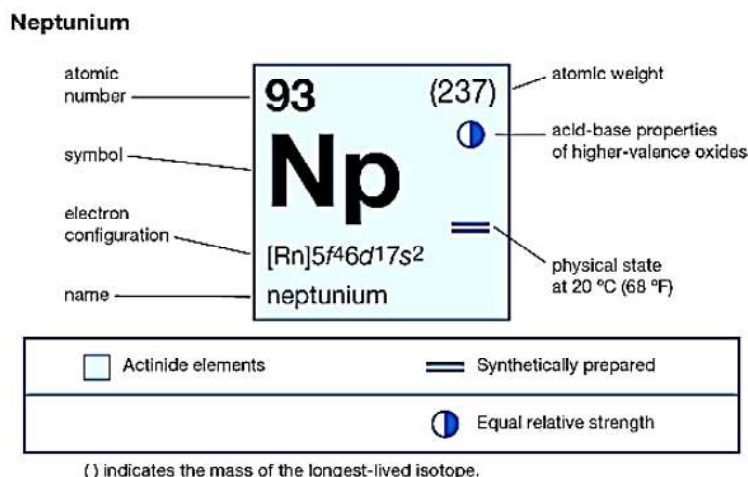 Neptunium
atomic
number
93
(237)
atomic weight
acid-base properties
of higher-valence oxides
symbol
Np
electron
configuration
[Rn]5f⁴6d¹7s²
physical state
at 20 ºC (68 ºF)
name
neptunium
Actinide elements
Synthetically prepared
Equal relative strength
() indicates the mass of the longest-lived isotope.